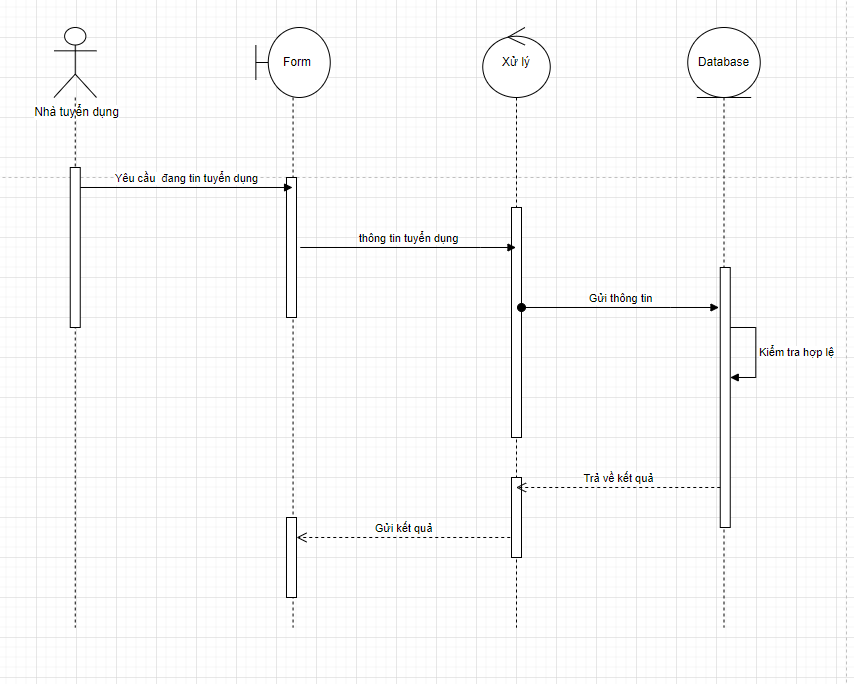 Form
Xử lý
Database
Nhà tuyển dụng
Yêu cầu đang tin tuyển dụng
thông tin tuyển dụng
Gửi thông tin
Kiểm tra hợp lệ
Trả về kết quả
Gửi kết quả